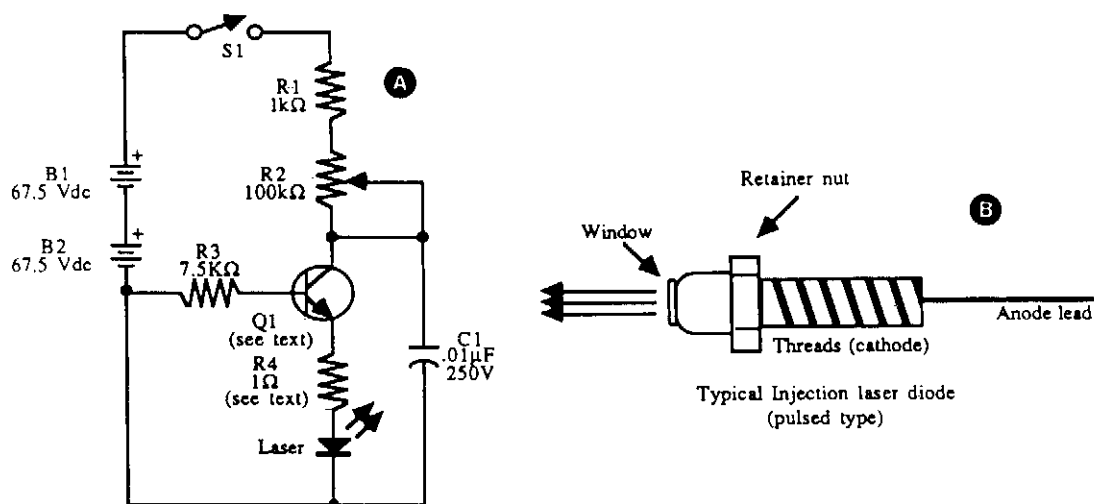 S1
A
R1
1kΩ
B1
67.5 Vdc
+
R2
100kΩ
Retainer nut
B
Window
B2
67.5 Vdc
+
R3
7.5KΩ
Anode lead
Q1
(see text)
C1
.01µF
250V
Threads (cathode)
R4
1Ω
(see text)
Typical Injection laser diode
(pulsed type)
Laser